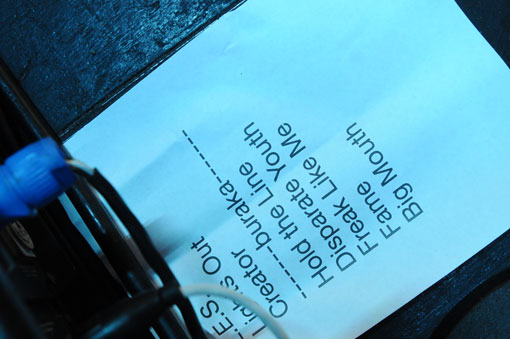 .E.S.
Lights Out
Creator
------buraka------------
Hold the Line
Disparate Youth
Freak Like Me
Fame
Big Mouth